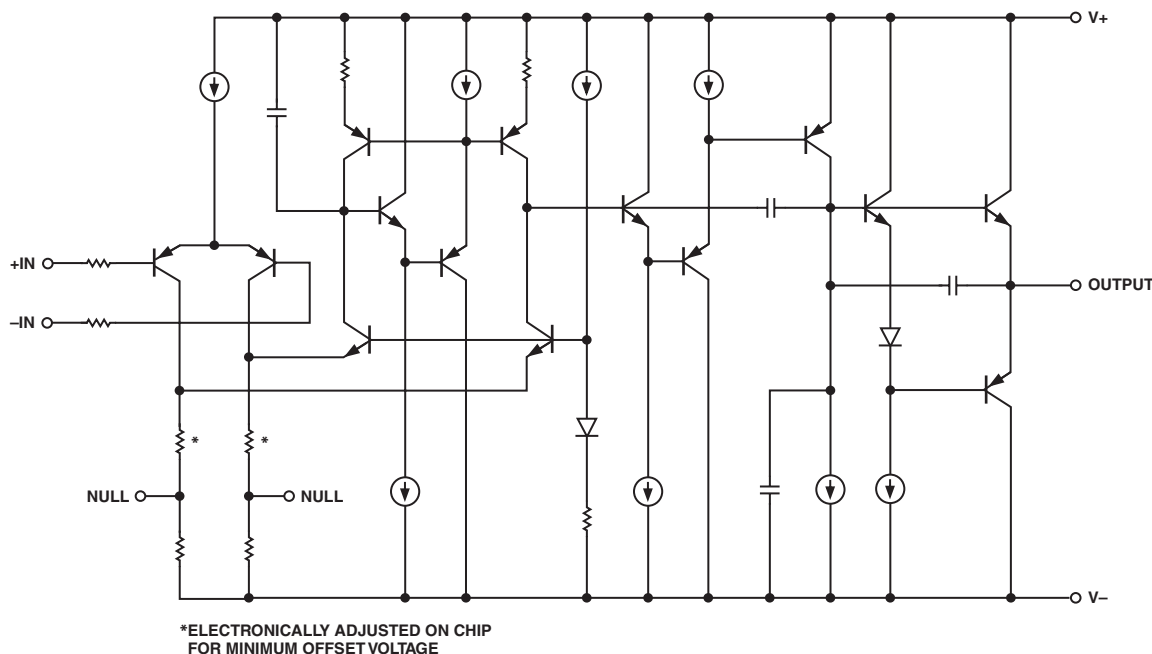 V+
+IN
–IN
OUTPUT
*
*
NULL
NULL
V–
*ELECTRONICALLY ADJUSTED ON CHIP
FOR MINIMUM OFFSET VOLTAGE